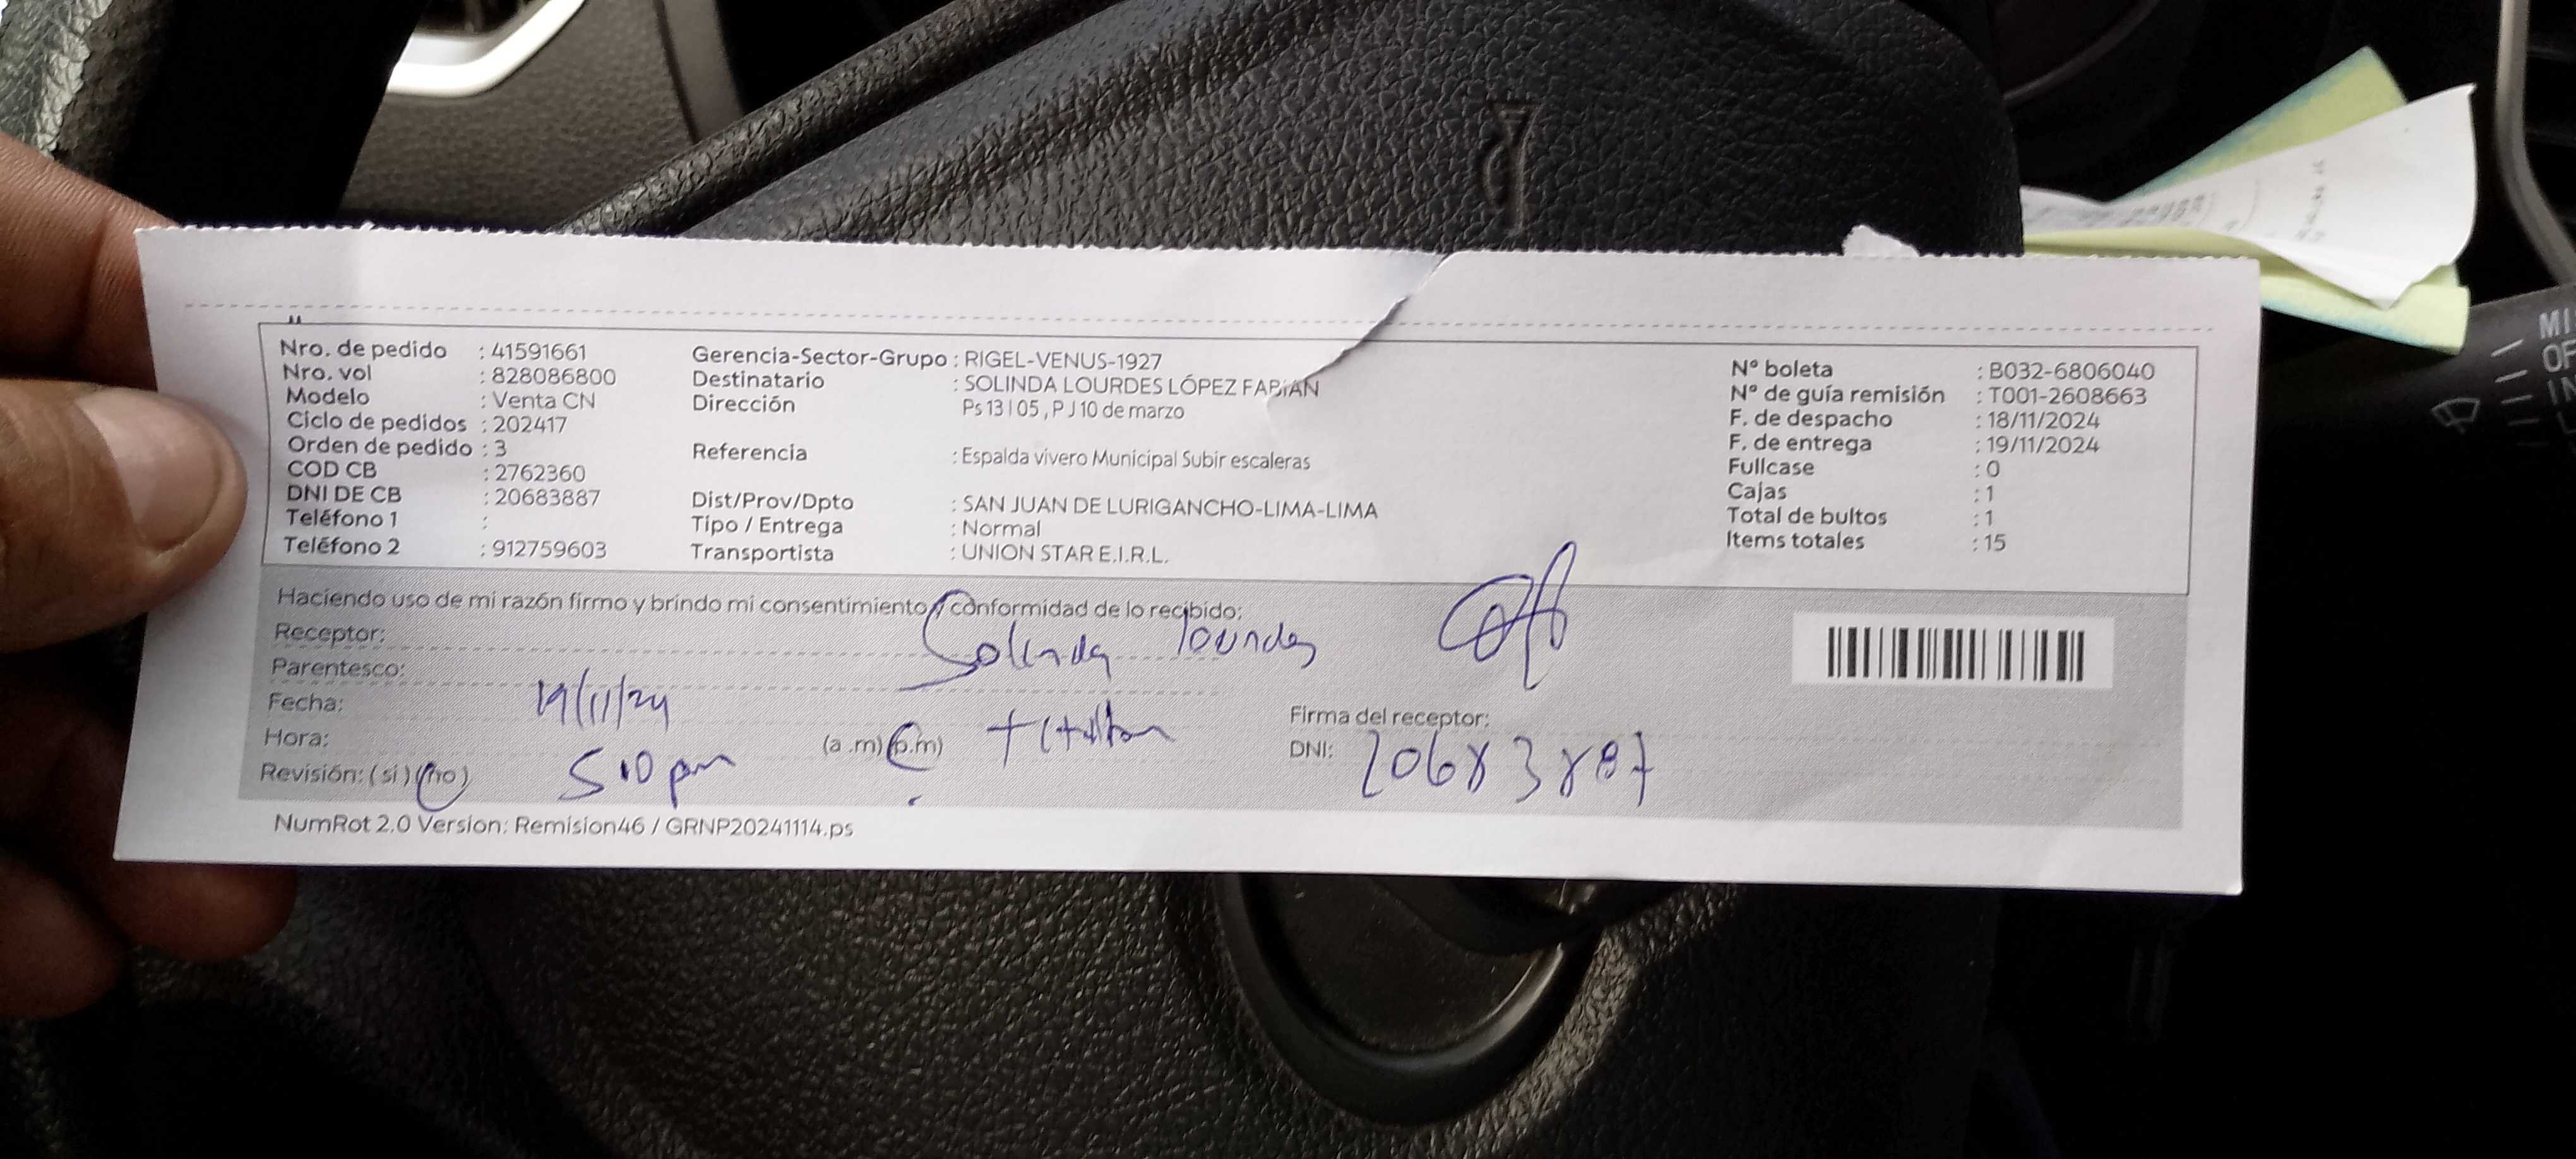 Nro. de pedido : 41591661
Nro. vol : 828086800
Modelo : Venta CN
Ciclo de pedidos : 202417
Orden de pedido : 3
COD CB : 2762360
DNI DE CB : 20683887
Teléfono 1 :
Teléfono 2 : 912759603
Gerencia-Sector-Grupo : RIGEL-VENUS-1927
Destinatario : SOLINDA LOURDES LÓPEZ FABIAN
Dirección Ps 13 l 05 , P J 10 de marzo
Referencia : Espalda vivero Municipal Subir escaleras
Dist/Prov/Dpto : SAN JUAN DE LURIGANCHO-LIMA-LIMA
Tipo / Entrega : Normal
Transportista : UNION STAR E.I.R.L.
N° boleta : B032-6806040
N° de guía remisión : T001-2608663
F. de despacho : 18/11/2024
F. de entrega : 19/11/2024
Fullcase : 0
Cajas : 1
Total de bultos : 1
Items totales : 15
Haciendo uso de mi razón firmo y brindo mi consentimiento y conformidad de lo recibido:
Receptor: Solinda lourdes
Parentesco:
Fecha: 19/11/24
Hora: 5:10 pm (a .m) (p.m)
Revisión: ( si ) (no)
Firma del receptor:
DNI: 20683887
NumRot 2.0 Version: Remision46 / GRNP20241114.ps